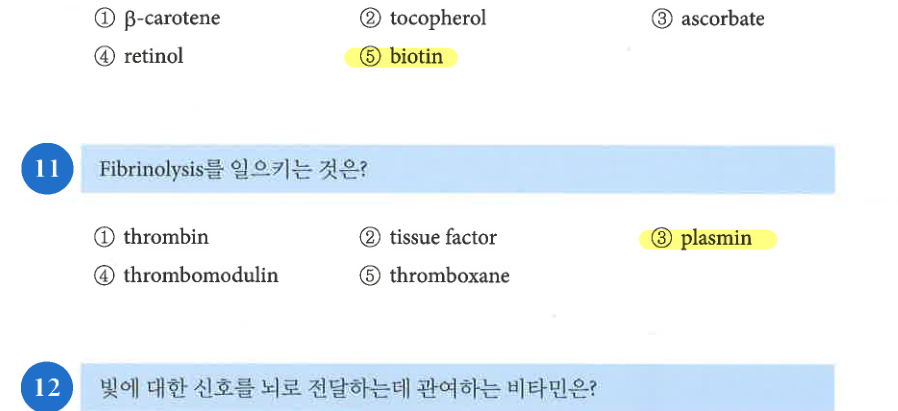 ① β-carotene ② tocopherol ③ ascorbate
④ retinol ⑤ biotin
11 Fibrinolysis를 일으키는 것은?
① thrombin ② tissue factor ③ plasmin
④ thrombomodulin ⑤ thromboxane
12 빛에 대한 신호를 뇌로 전달하는데 관여하는 비타민은?